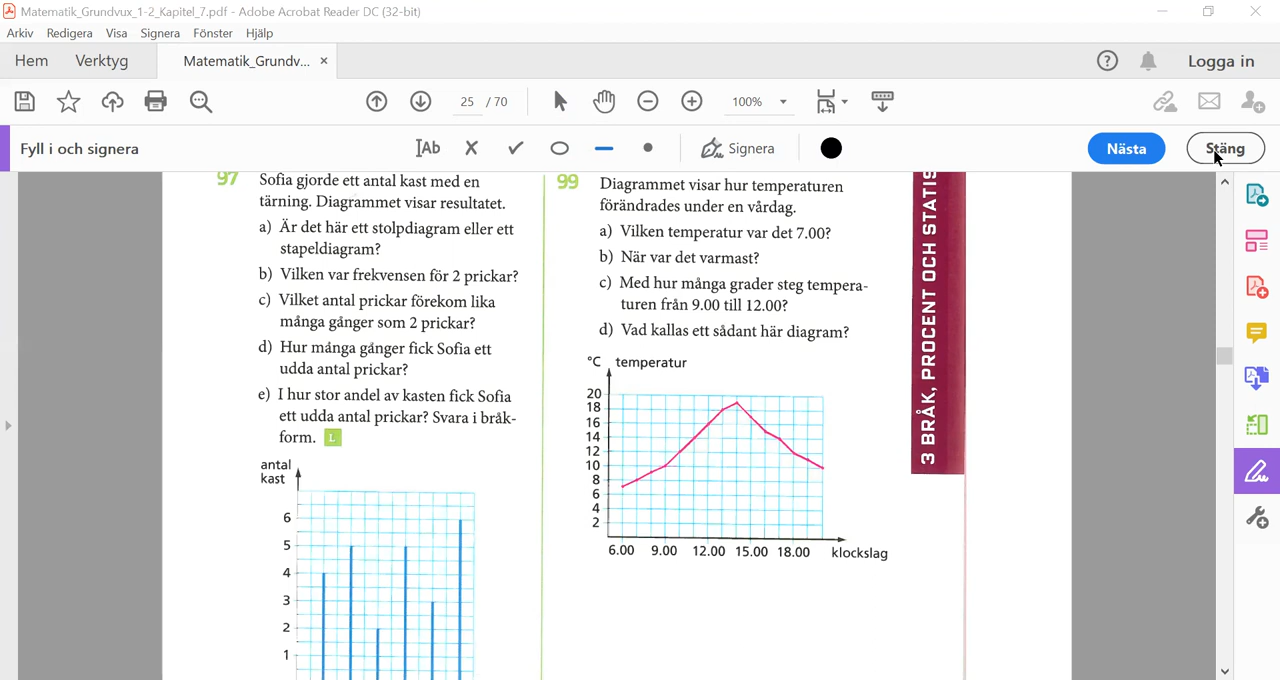 Matematik_Grundvux_1-2_Kapitel_7.pdf - Adobe Acrobat Reader DC (32-bit)
Arkiv Redigera Visa Signera Fönster Hjälp
Hem Verktyg Matematik_Grundv... × Logga in
25 / 70 100%
Fyll i och signera Ab Signera Nästa Stäng
97 Sofia gjorde ett antal kast med en
tärning. Diagrammet visar resultatet.
a) Är det här ett stolpdiagram eller ett
stapeldiagram?
b) Vilken var frekvensen för 2 prickar?
c) Vilket antal prickar förekom lika
många gånger som 2 prickar?
d) Hur många gånger fick Sofia ett
udda antal prickar?
e) I hur stor andel av kasten fick Sofia
ett udda antal prickar? Svara i bråk-
form. L
antal
kast
6
5
4
3
2
1
99 Diagrammet visar hur temperaturen
förändrades under en vårdag.
a) Vilken temperatur var det 7.00?
b) När var det varmast?
c) Med hur många grader steg tempera-
turen från 9.00 till 12.00?
d) Vad kallas ett sådant här diagram?
°C temperatur
20
18
16
14
12
10
8
6
4
2
6.00 9.00 12.00 15.00 18.00 klockslag
3 BRÅK, PROCENT OCH STATIS